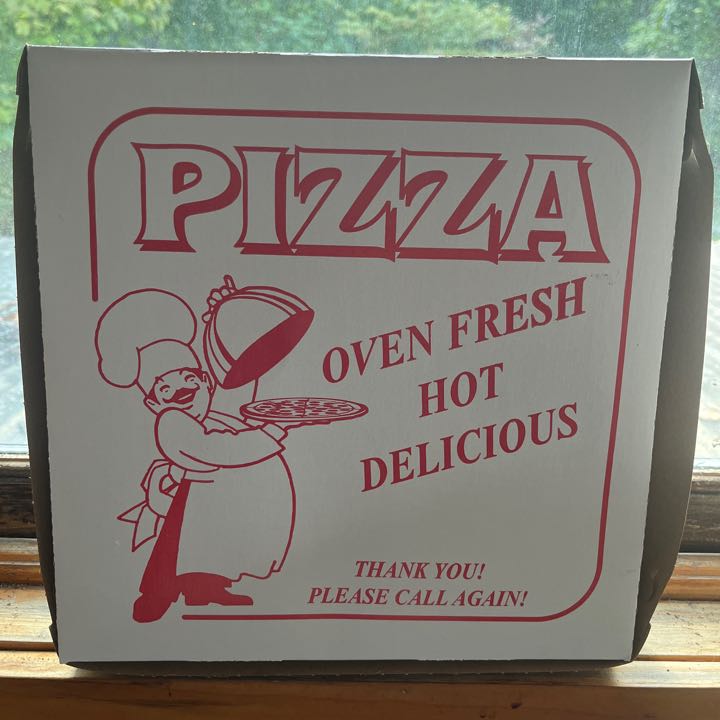 PIZZA
OVEN FRESH
HOT
DELICIOUS
THANK YOU!
PLEASE CALL AGAIN!